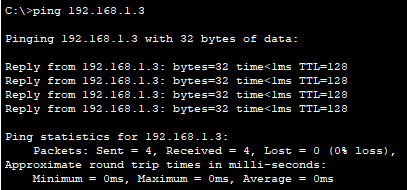 C:\>ping 192.168.1.3
Pinging 192.168.1.3 with 32 bytes of data:
Reply from 192.168.1.3: bytes=32 time<1ms TTL=128
Reply from 192.168.1.3: bytes=32 time<1ms TTL=128
Reply from 192.168.1.3: bytes=32 time<1ms TTL=128
Reply from 192.168.1.3: bytes=32 time<1ms TTL=128
Ping statistics for 192.168.1.3:
    Packets: Sent = 4, Received = 4, Lost = 0 (0% loss),
Approximate round trip times in milli-seconds:
    Minimum = 0ms, Maximum = 0ms, Average = 0ms